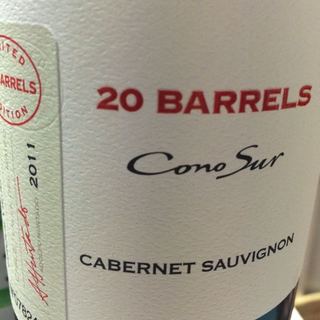 20 BARRELS
Cono Sur
CABERNET SAUVIGNON
BARRELS
2011